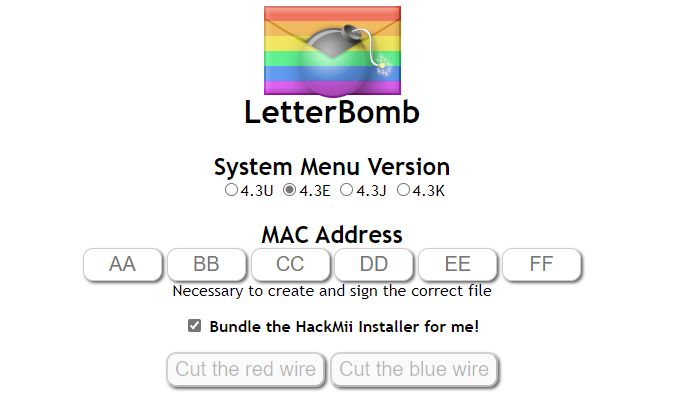 LetterBomb
System Menu Version
4.3U 4.3E 4.3J 4.3K
MAC Address
AA BB CC DD EE FF
Necessary to create and sign the correct file
Bundle the HackMii Installer for me!
Cut the red wire Cut the blue wire